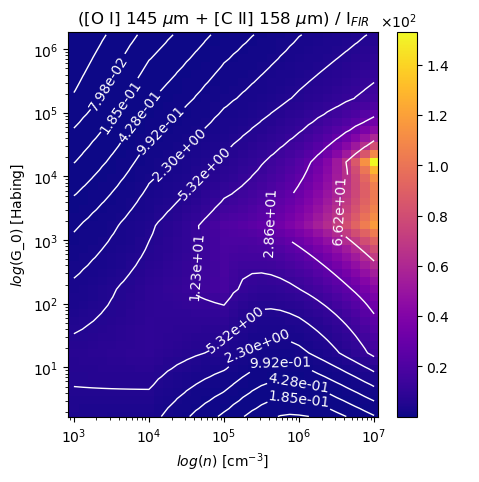 ([O I] 145 μm + [C II] 158 μm) / I_{FIR}
×10²
10⁶
10⁵
10⁴
10³
10²
10¹
log(G_0) [Habing]
7.98e-02
1.85e-01
4.28e-01
9.92e-01
2.30e+00
5.32e+00
1.23e+01
2.86e+01
6.62e+01
5.32e+00
2.30e+00
9.92e-01
4.28e-01
1.85e-01
1.4
1.2
1.0
0.8
0.6
0.4
0.2
10³ 10⁴ 10⁵ 10⁶ 10⁷
log(n) [cm⁻³]